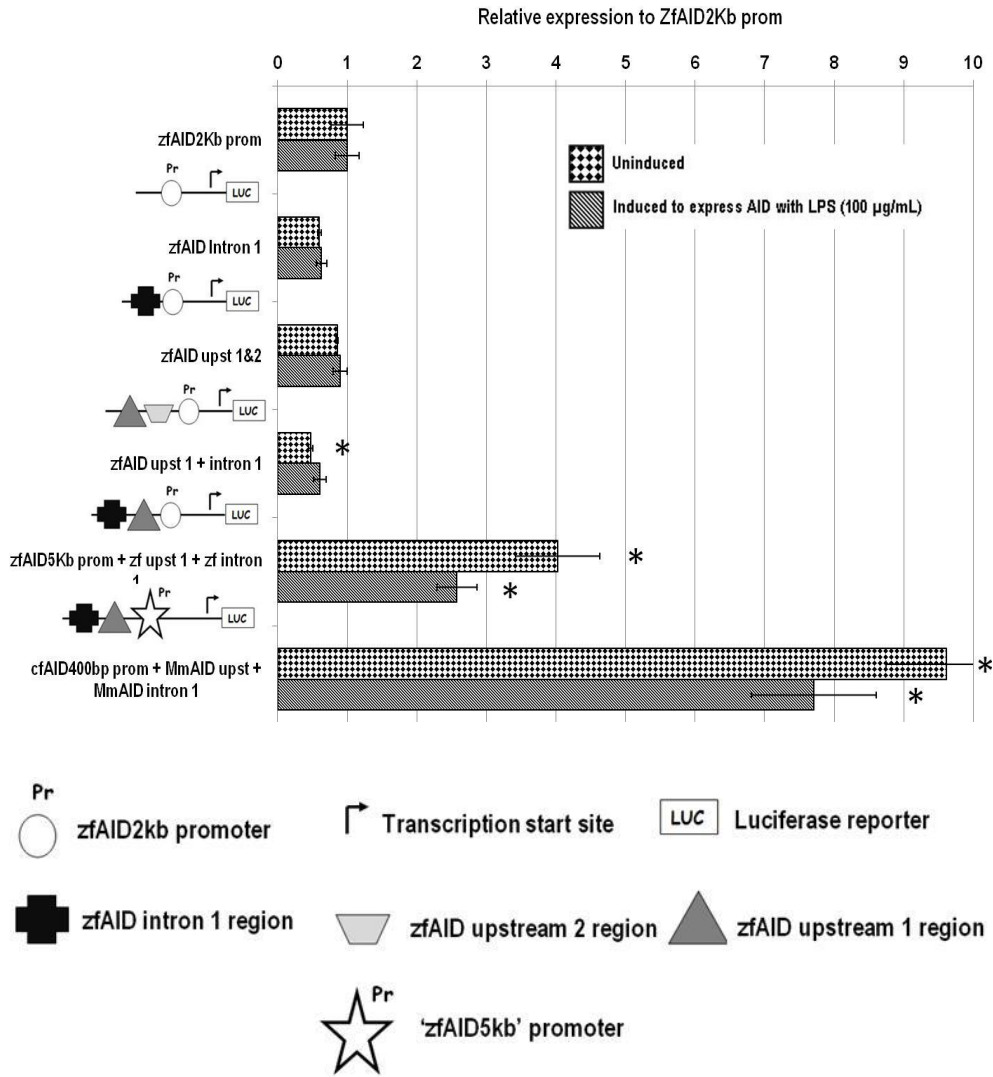 Relative expression to ZfAID2Kb prom
0 1 2 3 4 5 6 7 8 9 10
zfAID2Kb prom
Pr
LUC
Uninduced
Induced to express AID with LPS (100 µg/mL)
zfAID Intron 1
Pr
LUC
zfAID upst 1&2
Pr
LUC
zfAID upst 1 + intron 1
*
Pr
LUC
zfAID5Kb prom + zf upst 1 + zf intron
1
*
*
Pr
LUC
cfAID400bp prom + MmAID upst +
MmAID intron 1
*
*
Pr
zfAID2kb promoter
Transcription start site
LUC
Luciferase reporter
zfAID intron 1 region
zfAID upstream 2 region
zfAID upstream 1 region
Pr
'zfAID5kb' promoter